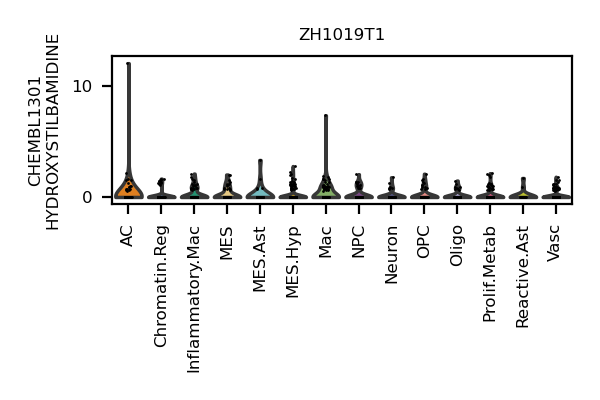 ZH1019T1
CHEMBL1301
HYDROXYSTILBAMIDINE
10
0
AC
Chromatin.Reg
Inflammatory.Mac
MES
MES.Ast
MES.Hyp
Mac
NPC
Neuron
OPC
Oligo
Prolif.Metab
Reactive.Ast
Vasc